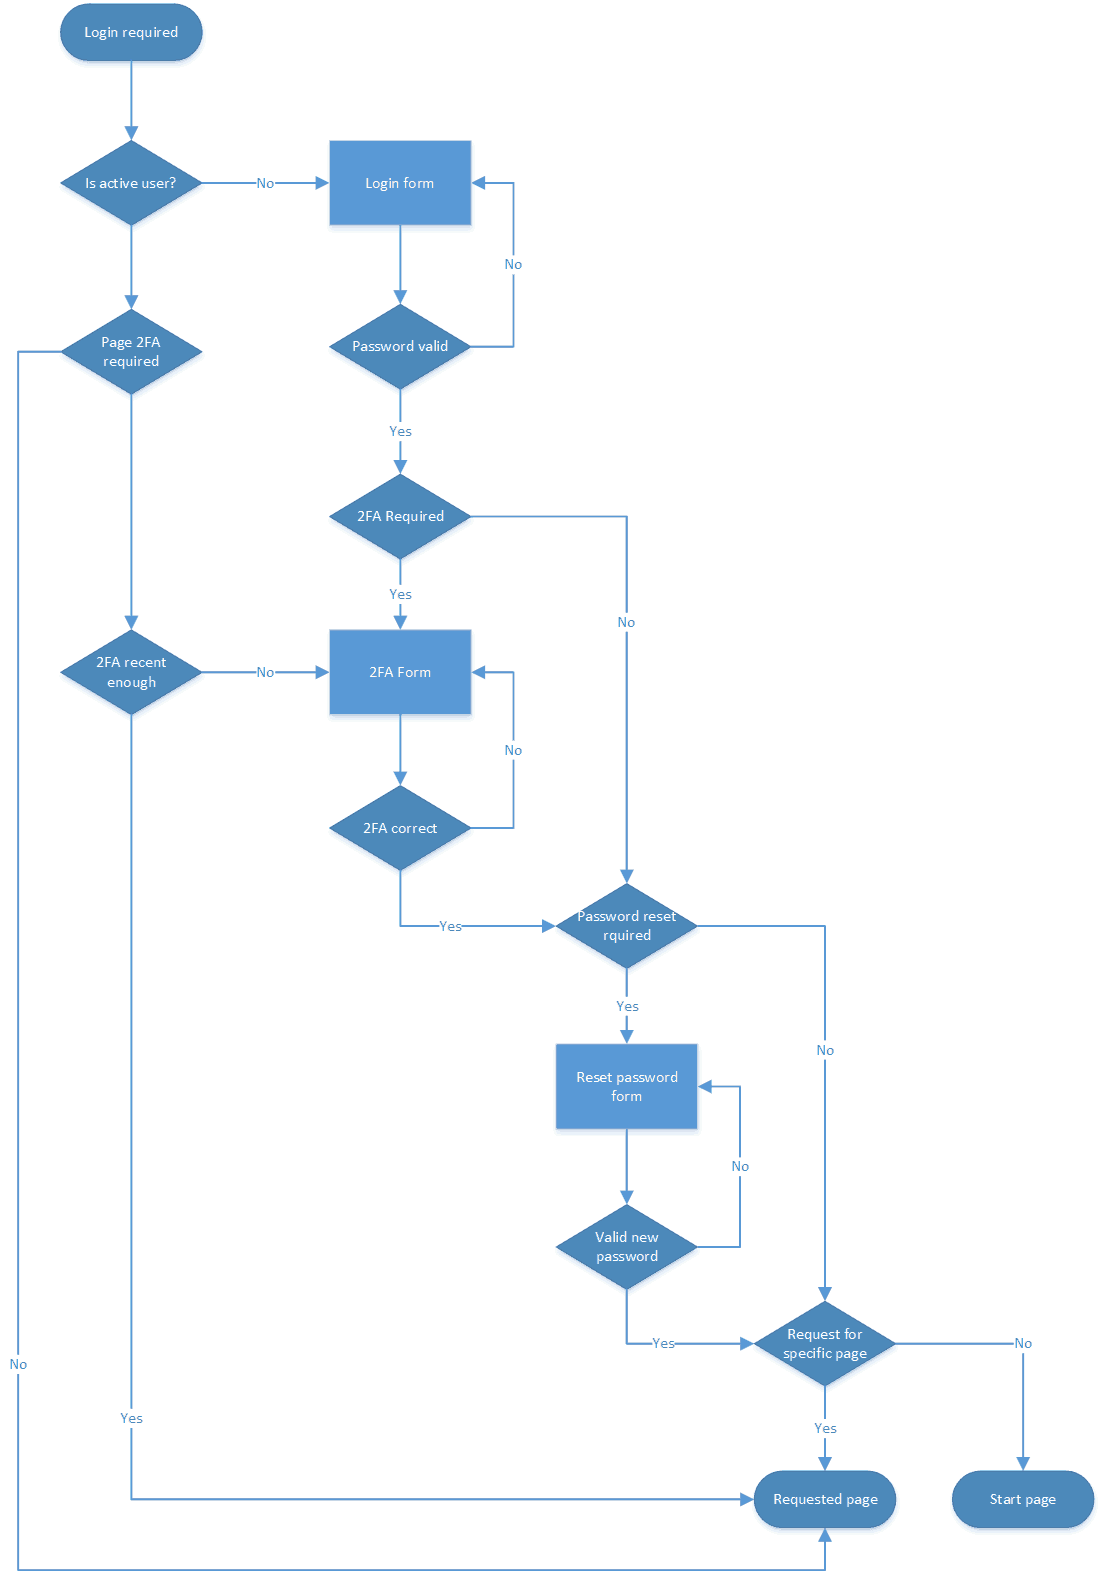 Login required
Is active user?
No
Login form
No
Page 2FA
required
Password valid
Yes
2FA Required
Yes
No
2FA recent
enough
No
2FA Form
No
2FA correct
Yes
Password reset
rquired
Yes
No
Reset password
form
No
Valid new
password
Yes
Request for
specific page
No
No
Yes
Yes
Requested page
Start page